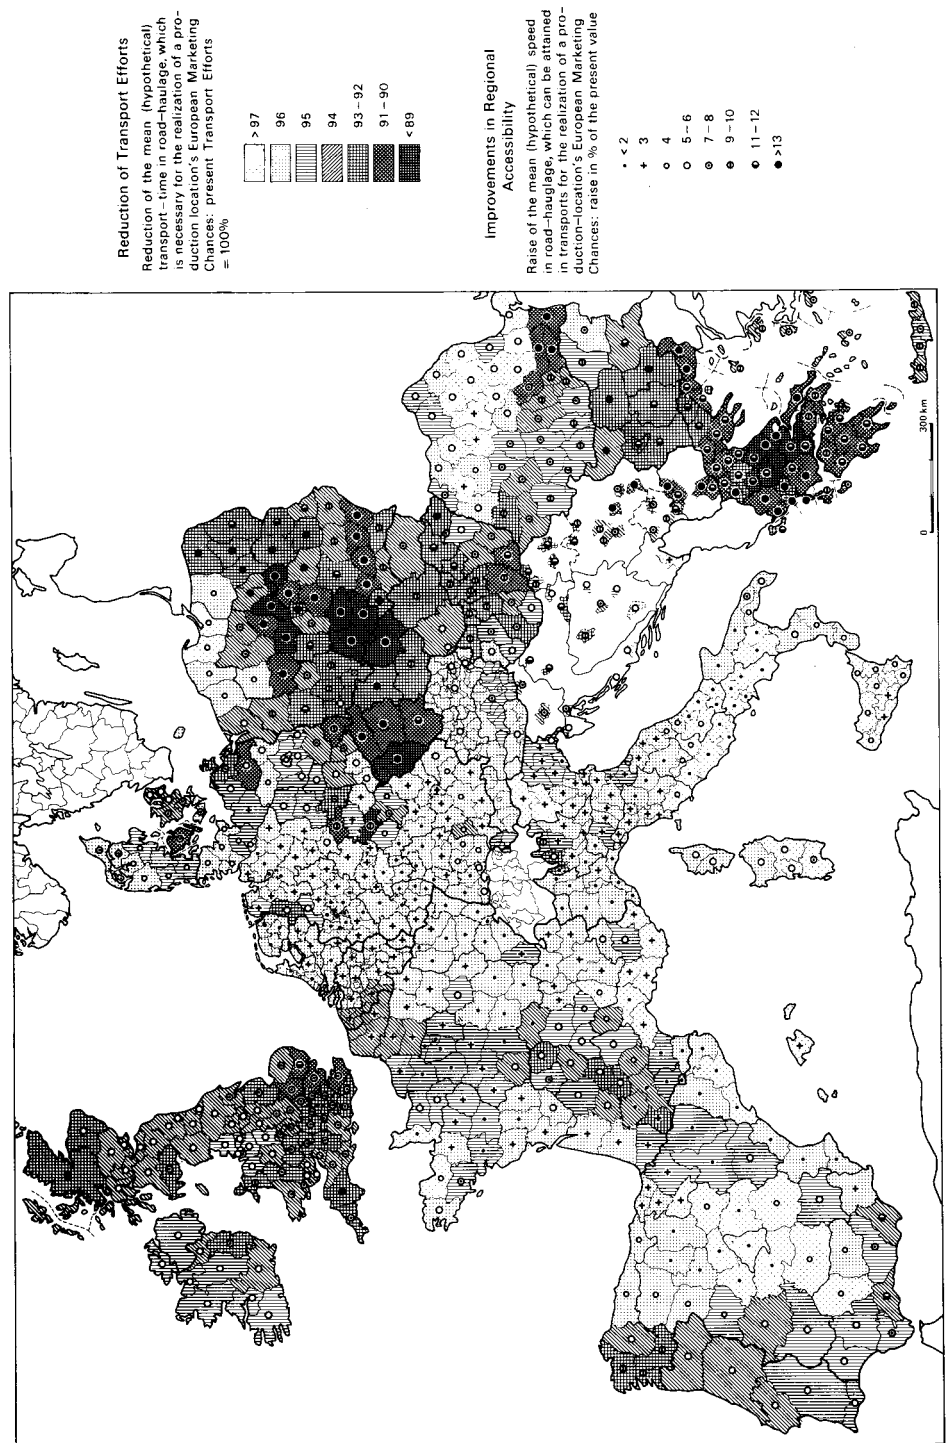 Reduction of Transport Efforts
Reduction of the mean (hypothetical)
transport-time in road-haulage, which
is necessary for the realization of a pro-
duction location's European Marketing
Chances: present Transport Efforts
= 100%
> 97
96
95
94
93 – 92
91 – 90
< 89
Improvements in Regional
Accessibility
Raise of the mean (hypothetical) speed
in road-hauglage, which can be attained
in transports for the realization of a pro-
duction-location's European Marketing
Chances: raise in % of the present value
< 2
3
4
5 – 6
7 – 8
9 – 10
11 – 12
>13
0 300 km